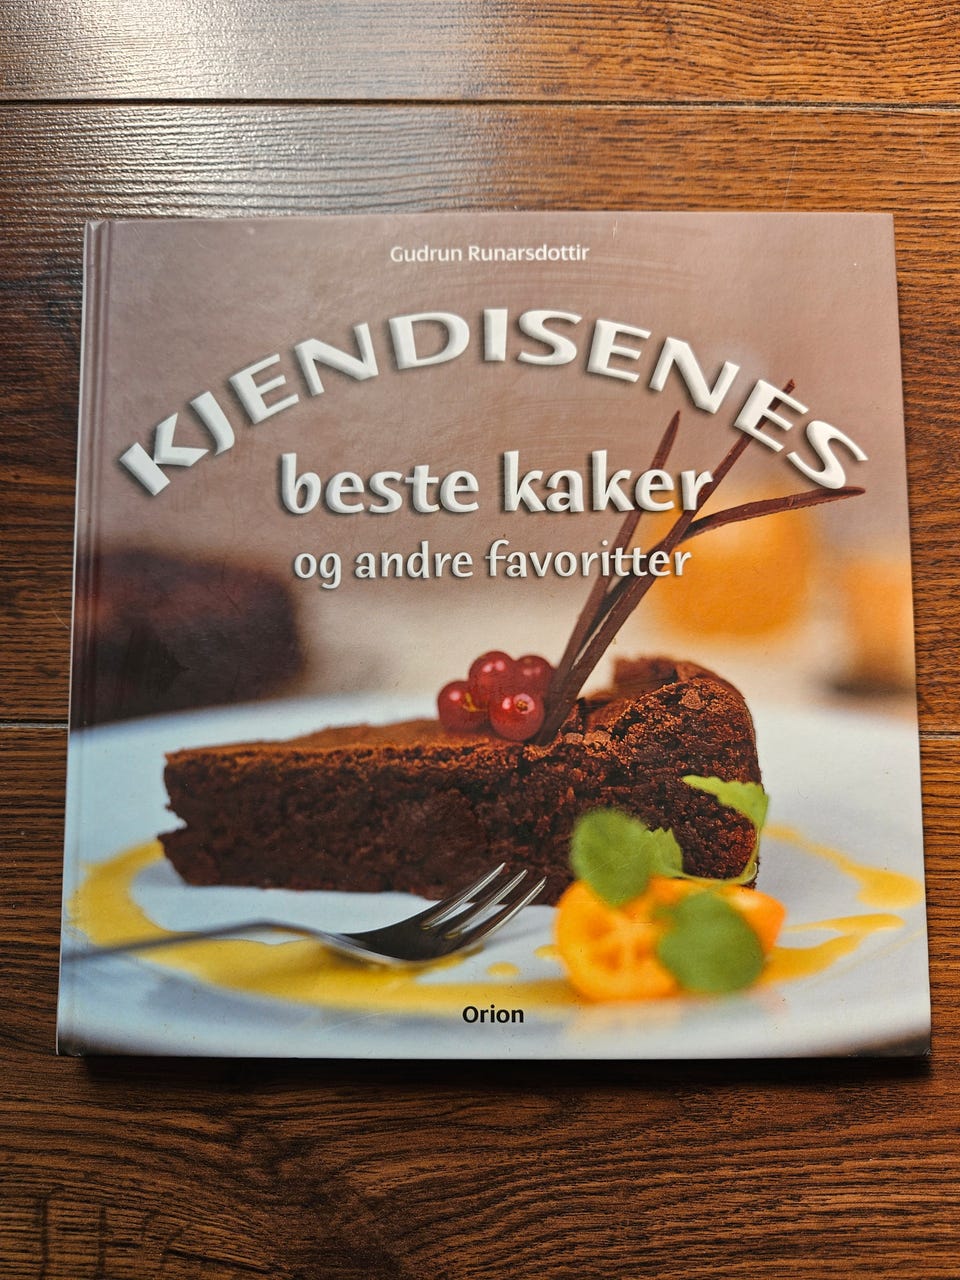 Gudrun Runarsdottir
KJENDISENES
beste kaker
og andre favoritter
Orion